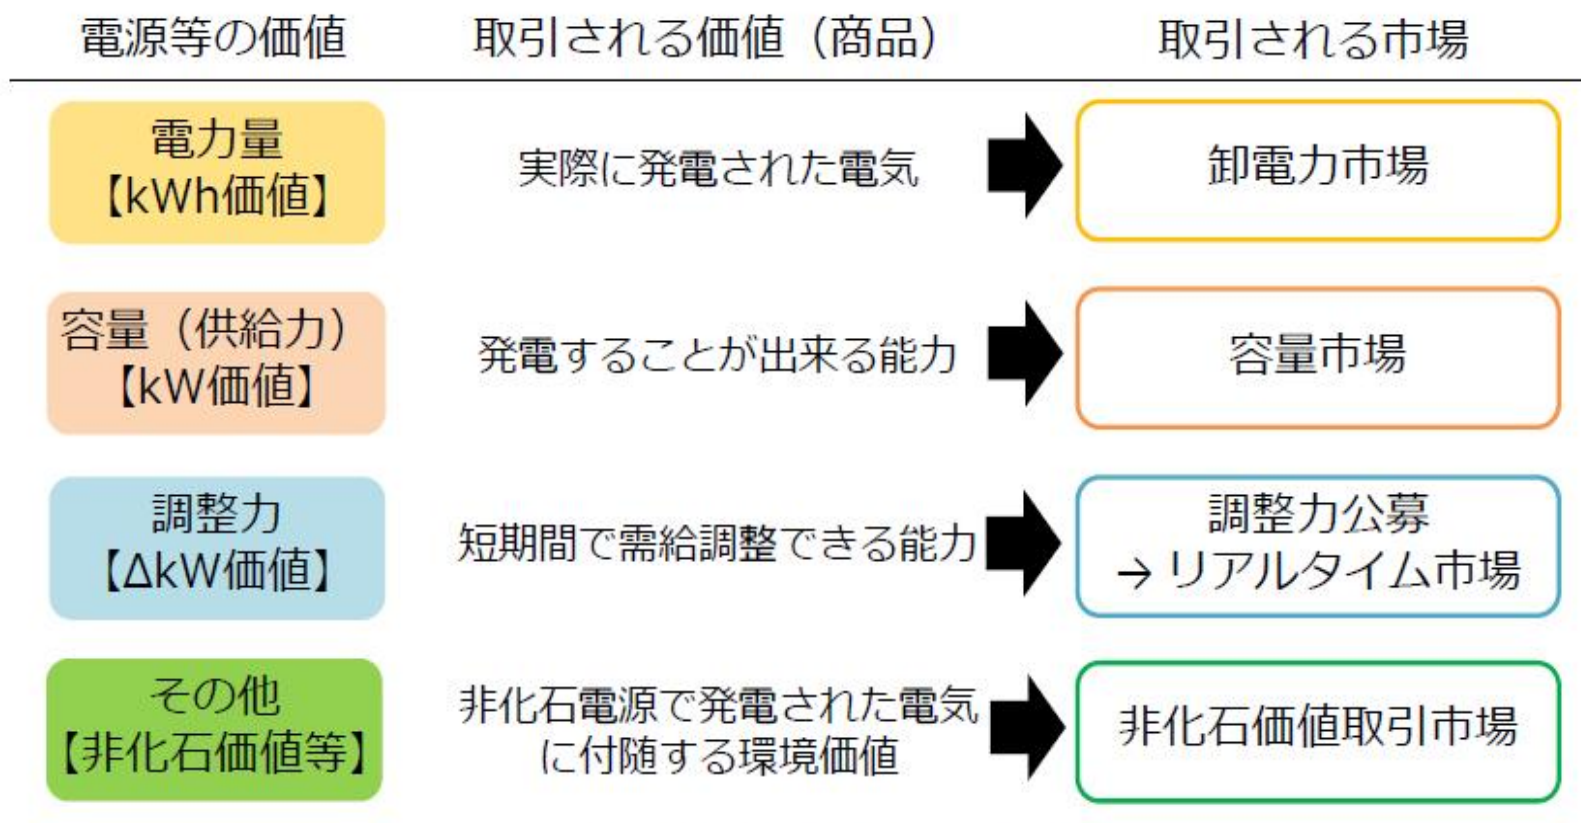 電源等の価値
取引される価値（商品）
取引される市場
電力量
【kWh価値】
実際に発電された電気
卸電力市場
容量（供給力）
【kW価値】
発電することが出来る能力
容量市場
調整力
【ΔkW価値】
短期間で需給調整できる能力
調整力公募
→リアルタイム市場
その他
【非化石価値等】
非化石電源で発電された電気
に付随する環境価値
非化石価値取引市場